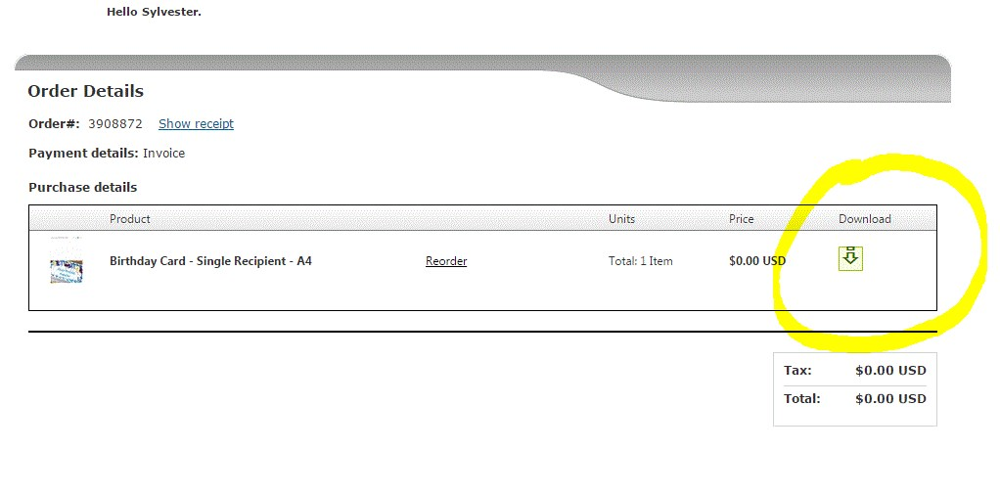 Hello Sylvester.
Order Details
Order#: 3908872 Show receipt
Payment details: Invoice
Purchase details
Product Units Price Download
Birthday Card - Single Recipient - A4 Reorder Total: 1 Item $0.00 USD
Tax: $0.00 USD
Total: $0.00 USD